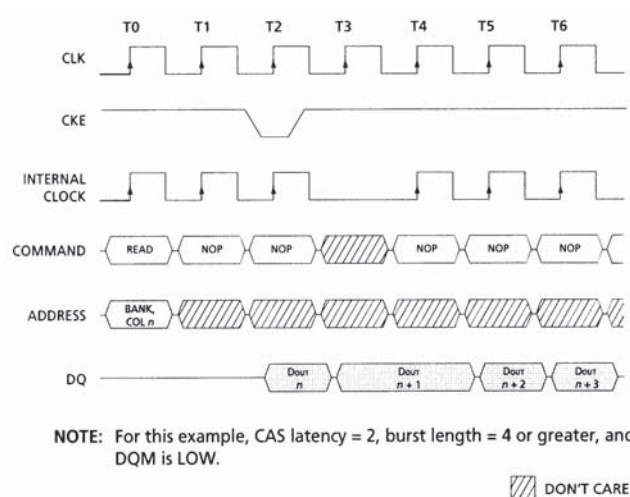 T0 T1 T2 T3 T4 T5 T6
CLK
CKE
INTERNAL
CLOCK
COMMAND READ NOP NOP NOP NOP NOP
ADDRESS BANK,
COL n
DQ DOUT
n DOUT
n + 1 DOUT
n + 2 DOUT
n + 3
NOTE: For this example, CAS latency = 2, burst length = 4 or greater, and
DQM is LOW.
DON'T CARE